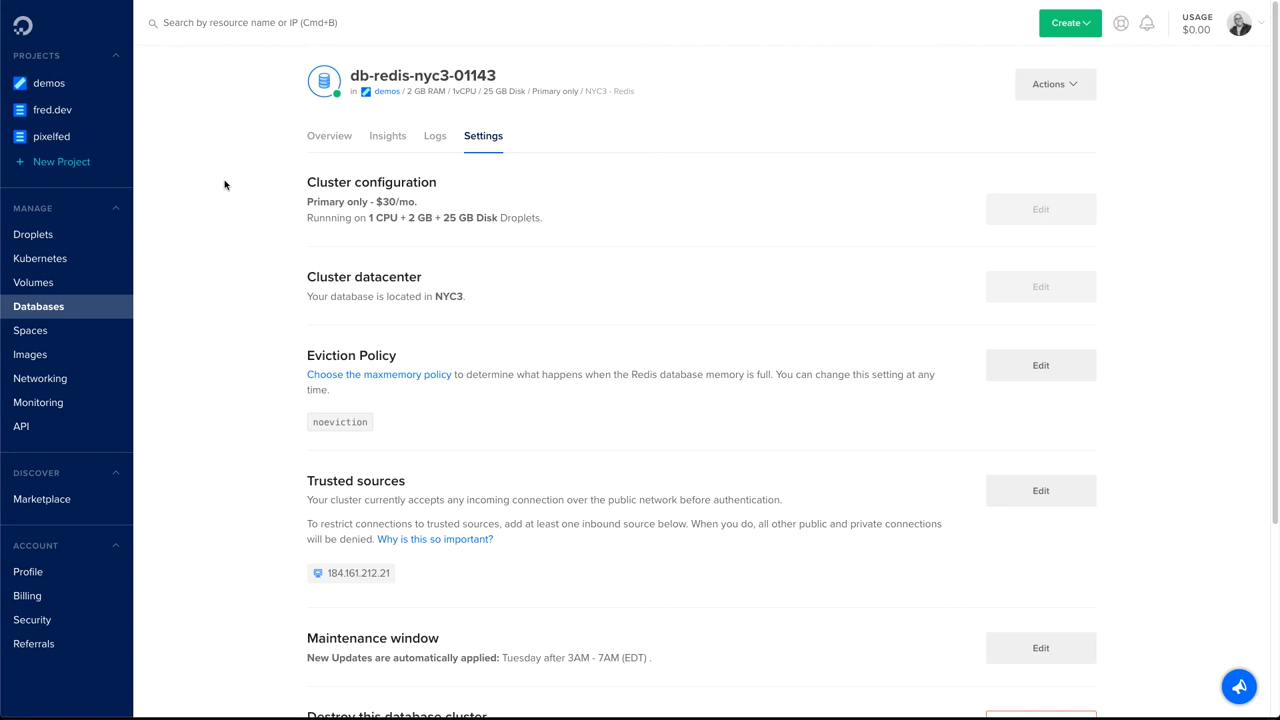 Search by resource name or IP (Cmd+B)
Create
USAGE
$0.00
PROJECTS
demos
fred.dev
pixelfed
+ New Project
MANAGE
Droplets
Kubernetes
Volumes
Databases
Spaces
Images
Networking
Monitoring
API
DISCOVER
Marketplace
ACCOUNT
Profile
Billing
Security
Referrals
db-redis-nyc3-01143
in demos / 2 GB RAM / 1vCPU / 25 GB Disk / Primary only / NYC3 - Redis
Actions
Overview Insights Logs Settings
Cluster configuration
Primary only - $30/mo.
Runnning on 1 CPU + 2 GB + 25 GB Disk Droplets.
Edit
Cluster datacenter
Your database is located in NYC3.
Edit
Eviction Policy
Choose the maxmemory policy to determine what happens when the Redis database memory is full. You can change this setting at any
time.
noeviction
Edit
Trusted sources
Your cluster currently accepts any incoming connection over the public network before authentication.
To restrict connections to trusted sources, add at least one inbound source below. When you do, all other public and private connections
will be denied. Why is this so important?
184.161.212.21
Edit
Maintenance window
New Updates are automatically applied: Tuesday after 3AM - 7AM (EDT) .
Edit
Destroy this database cluster